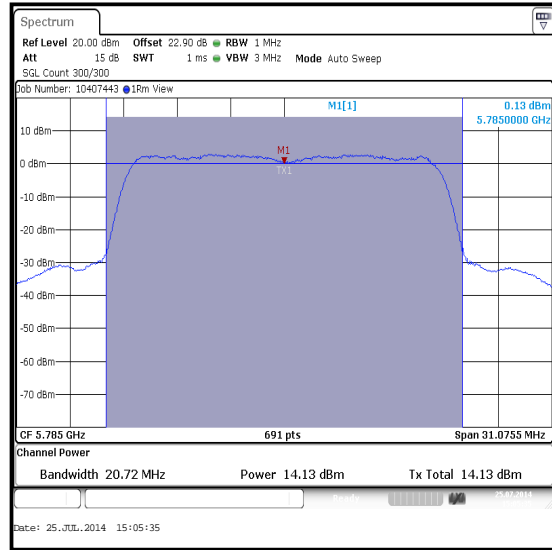 Spectrum
Ref Level 20.00 dBm Offset 22.90 dB RBW 1 MHz
Att 15 dB SWT 1 ms VBW 3 MHz Mode Auto Sweep
SGL Count 300/300
Job Number: 10407443 1Rm View
M1[1] 0.13 dBm
5.7850000 GHz
10 dBm
M1
0 dBm
TX1
-10 dBm
-20 dBm
-30 dBm
-40 dBm
-50 dBm
-60 dBm
-70 dBm
CF 5.785 GHz 691 pts Span 31.0755 MHz
Channel Power
Bandwidth 20.72 MHz Power 14.13 dBm Tx Total 14.13 dBm
Ready 25.07.2014
Date: 25.JUL.2014 15:05:35